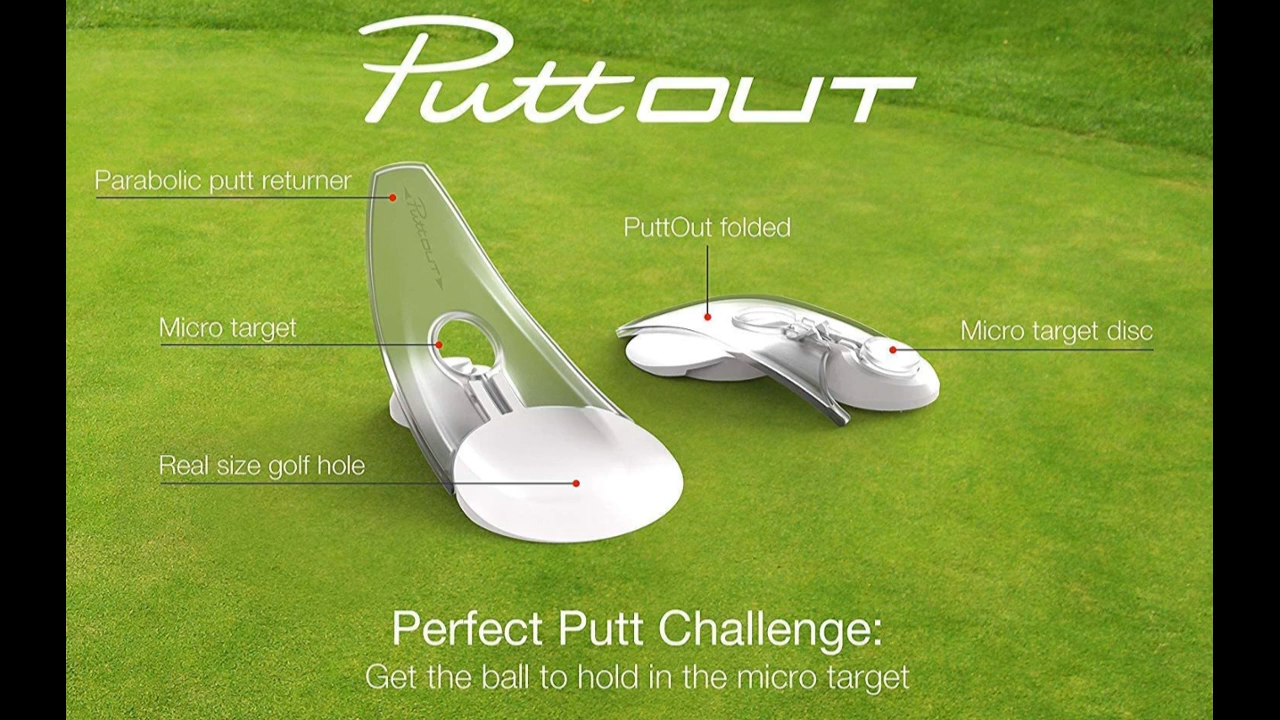 PuttOUT
Parabolic putt returner
PuttOUT
PuttOut folded
Micro target
Micro target disc
Real size golf hole
Perfect Putt Challenge:
Get the ball to hold in the micro target